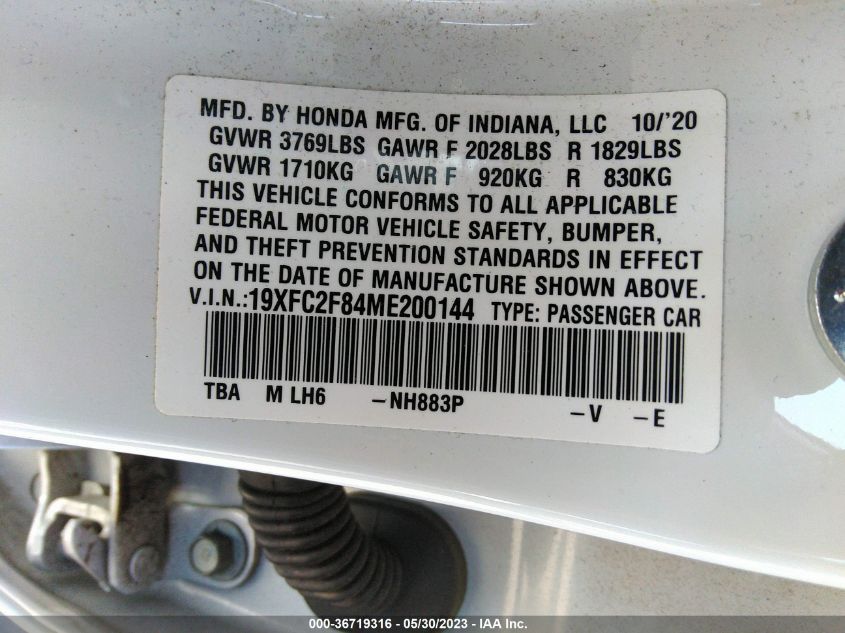 MFD. BY HONDA MFG. OF INDIANA, LLC 10/'20
GVWR 3769LBS GAWR F 2028LBS R 1829LBS
GVWR 1710KG GAWR F 920KG R 830KG
THIS VEHICLE CONFORMS TO ALL APPLICABLE
FEDERAL MOTOR VEHICLE SAFETY, BUMPER,
AND THEFT PREVENTION STANDARDS IN EFFECT
ON THE DATE OF MANUFACTURE SHOWN ABOVE.
V.I.N.:19XFC2F84ME200144 TYPE: PASSENGER CAR
TBA M LH6 -NH883P -V -E
000-36719316 - 05/30/2023 - IAA Inc.